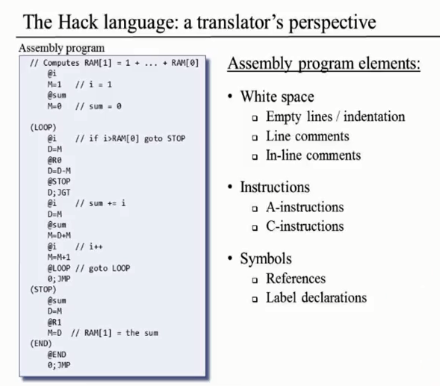 The Hack language: a translator's perspective
Assembly program
// Computes RAM[1] = 1 + ... + RAM[0]
@i
M=1 // i = 1
@sum
M=0 // sum = 0
(LOOP)
@i // if i>RAM[0] goto STOP
D=M
@R0
D=D-M
@STOP
D;JGT
@i // sum += i
D=M
@sum
M=D+M
@i // i++
M=M+1
@LOOP // goto LOOP
0;JMP
(STOP)
@sum
D=M
@R1
M=D // RAM[1] = the sum
(END)
@END
0;JMP
Assembly program elements:
• White space
Empty lines / indentation
Line comments
In-line comments
• Instructions
A-instructions
C-instructions
• Symbols
References
Label declarations